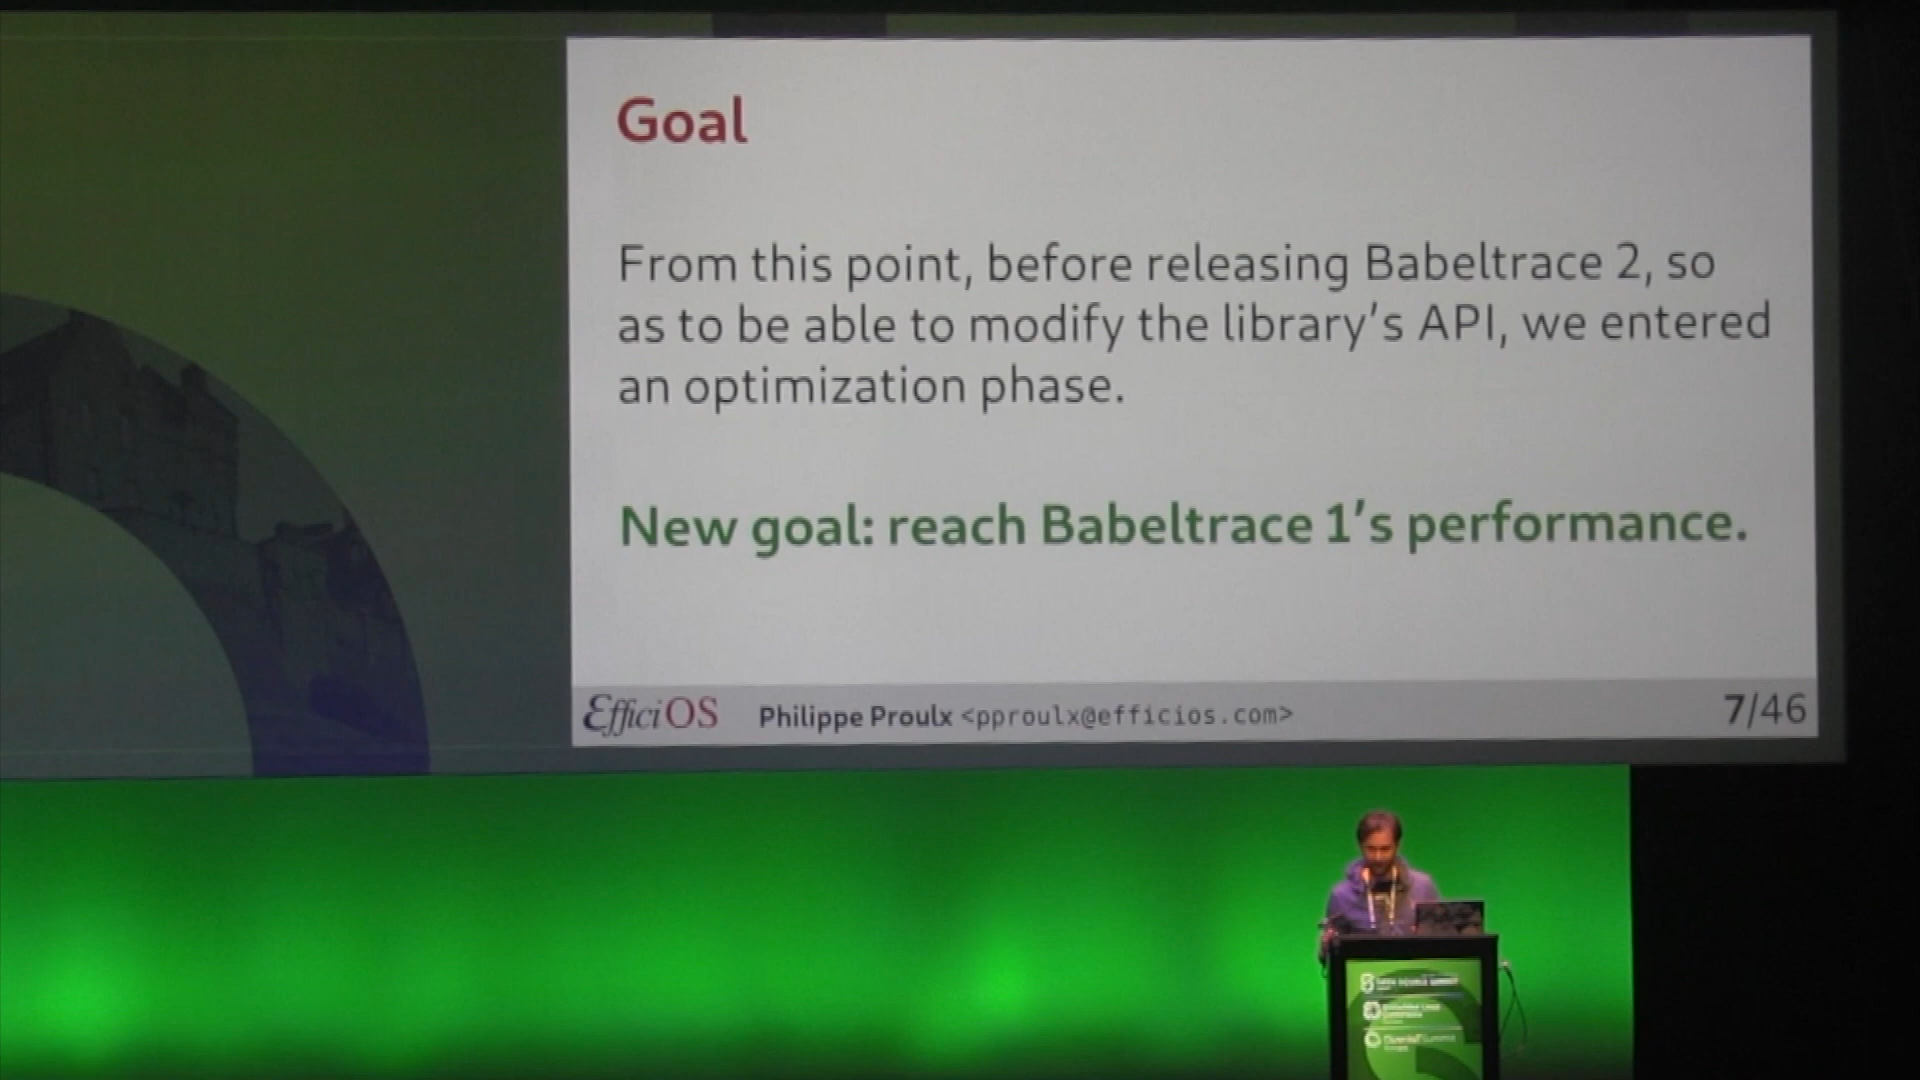 Goal
From this point, before releasing Babeltrace 2, so
as to be able to modify the library's API, we entered
an optimization phase.
New goal: reach Babeltrace 1's performance.
EfficiOS Philippe Proulx <pproulx@efficios.com> 7/46